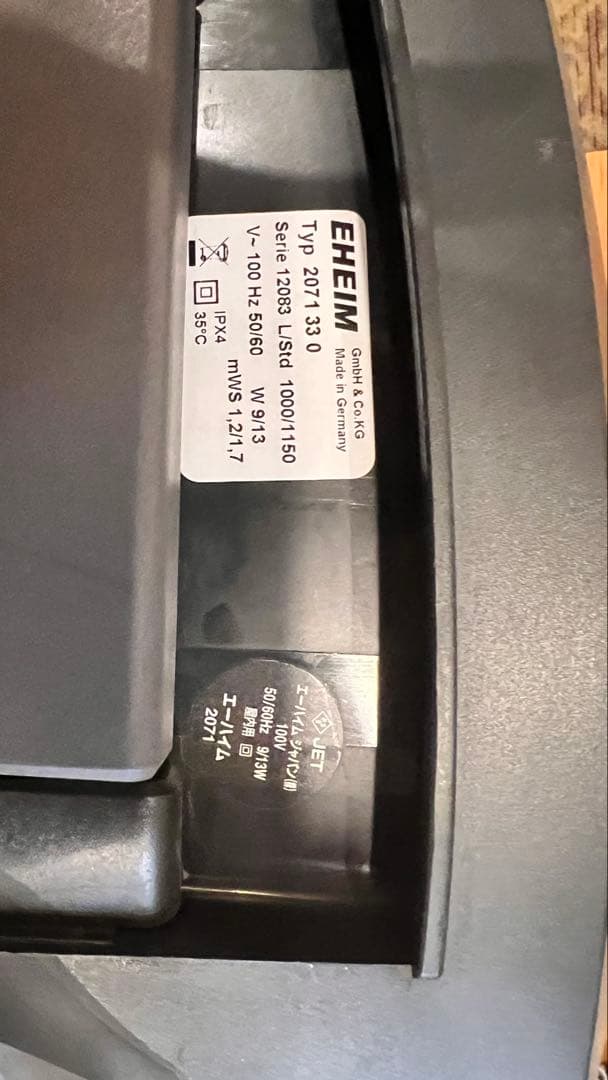 EHEIM GmbH & Co.KG
Made in Germany
Typ 2071 33 0
Serie 12083 L/Std 1000/1150
V~ 100 Hz 50/60 W 9/13
mWS 1,2/1,7
IPX4
35°C
JET
エーハイム ジャパン(株)
100V
50/60Hz 9/13W
屋内用
エーハイム
2071